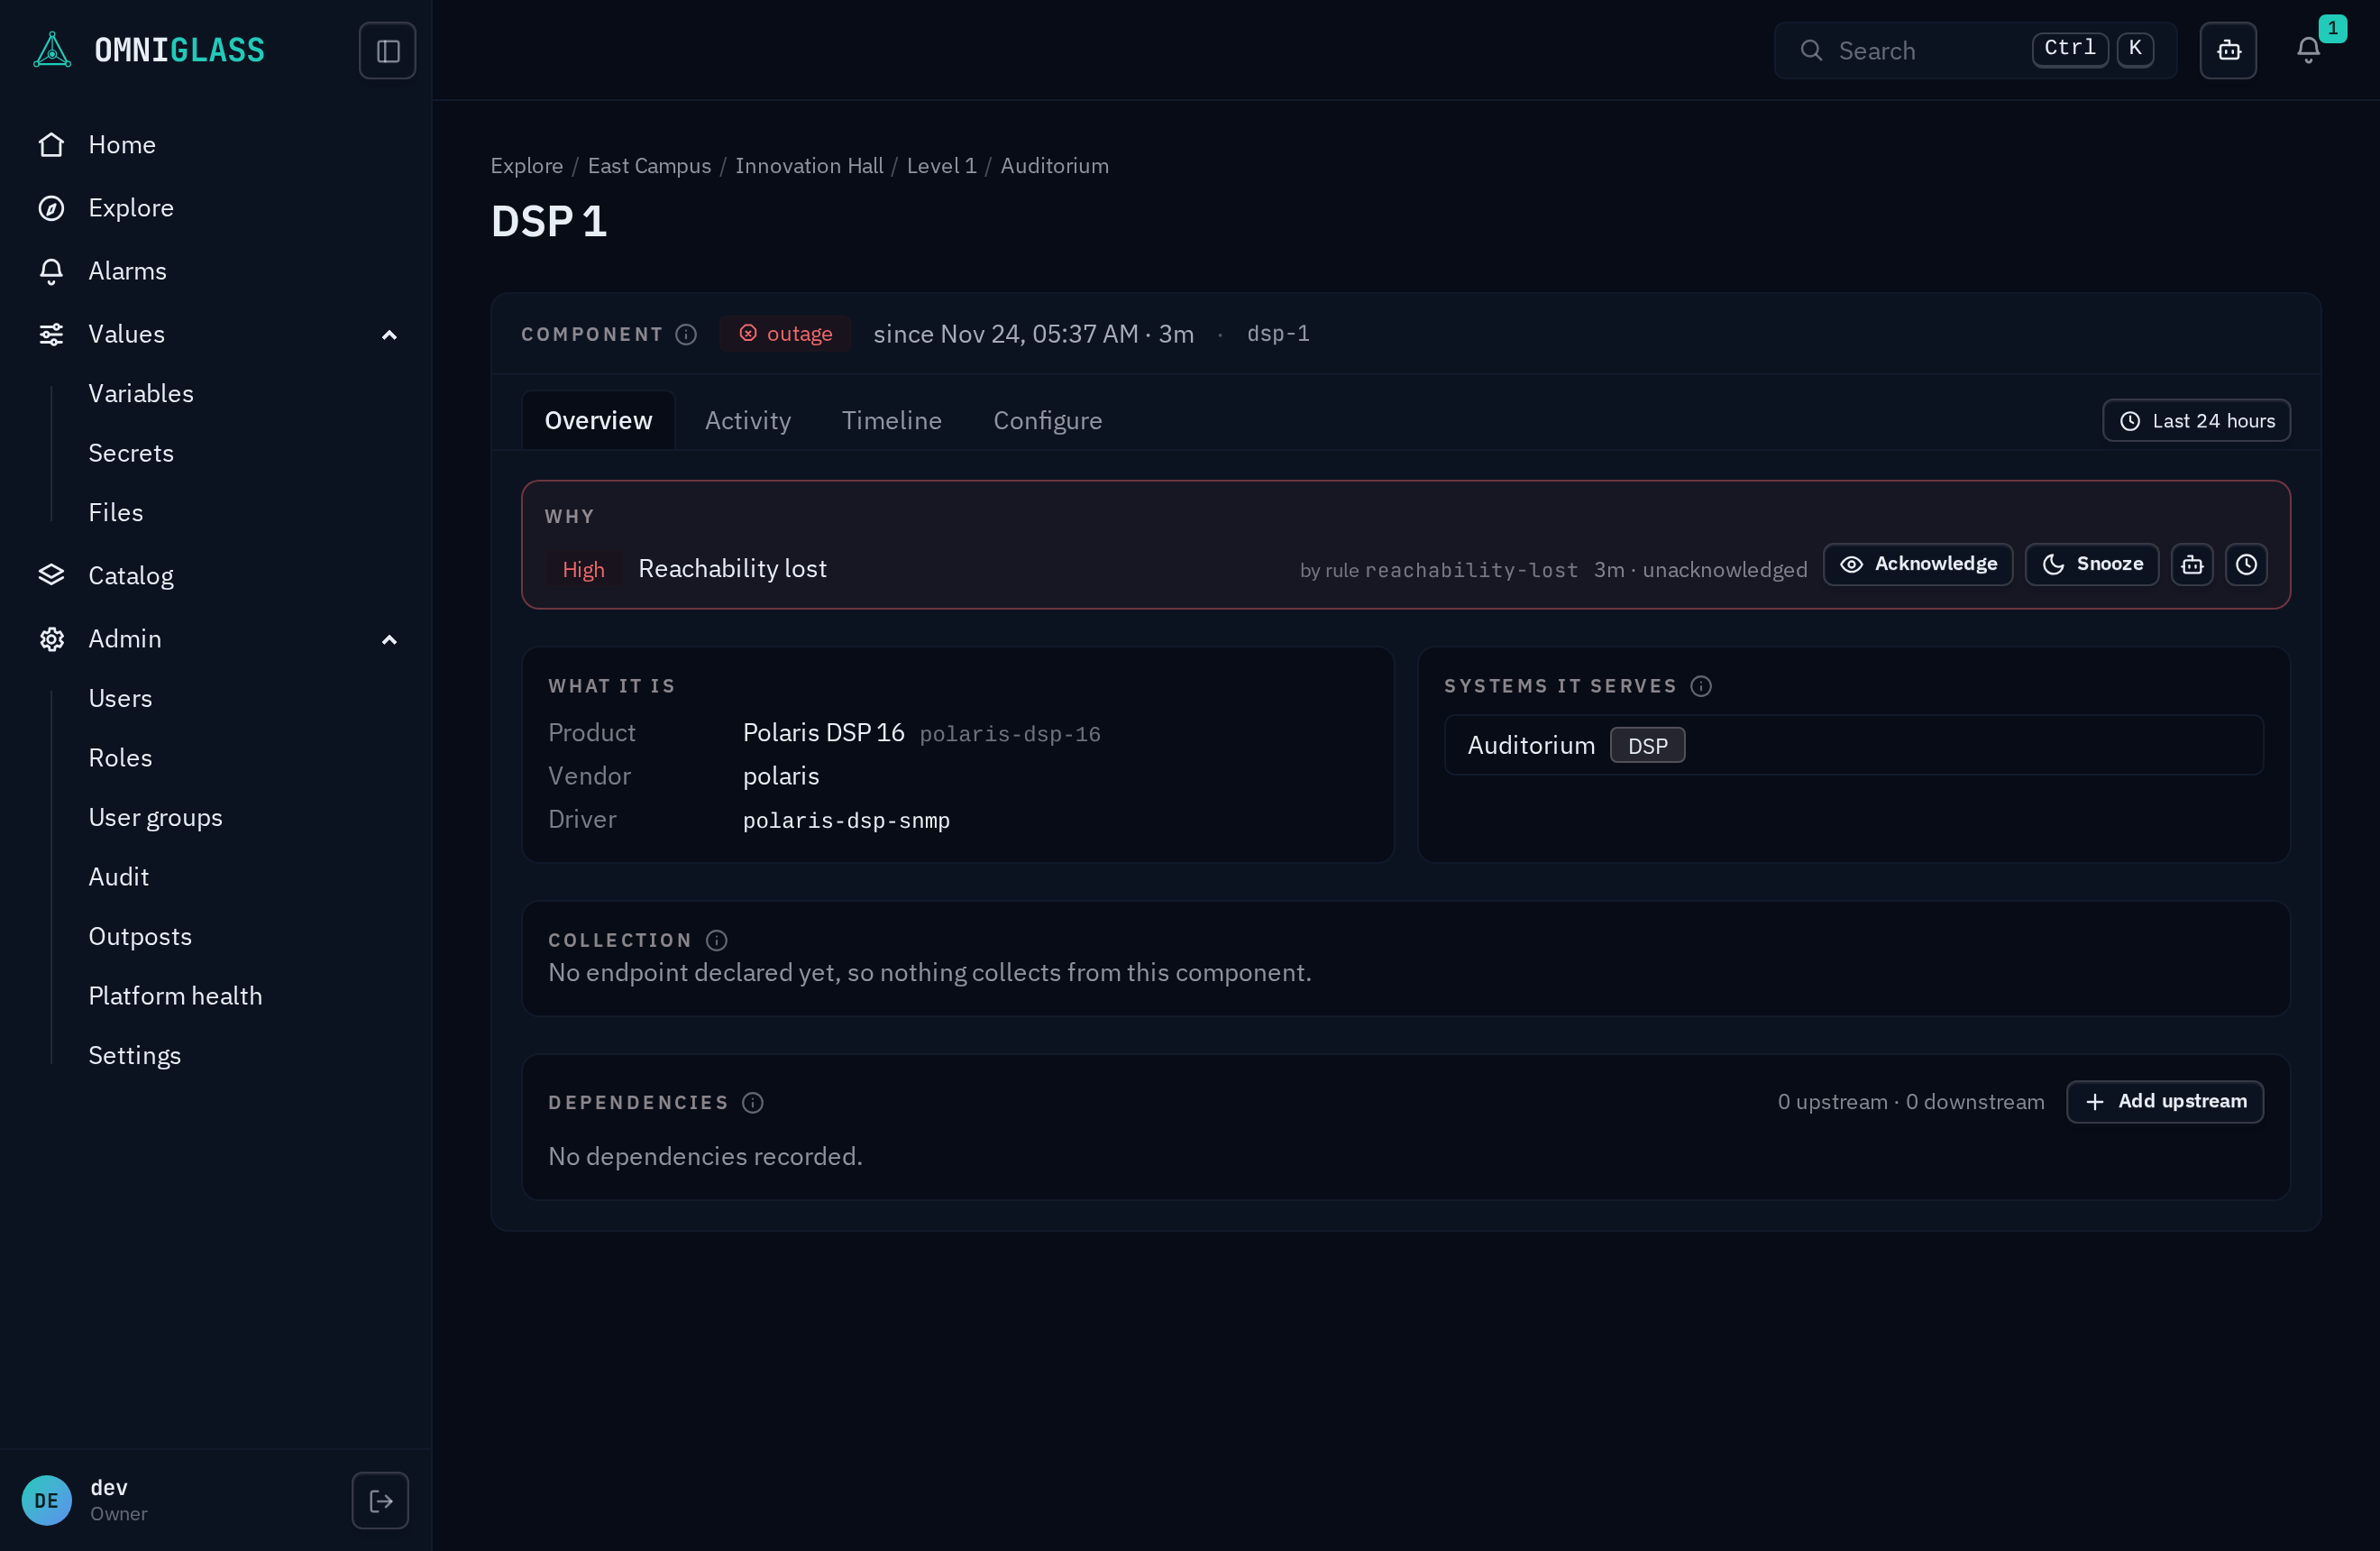 OMNIGLASS
Search Ctrl K
1
Home
Explore
Alarms
Values
Variables
Secrets
Files
Catalog
Admin
Users
Roles
User groups
Audit
Outposts
Platform health
Settings
DE dev
Owner
Explore / East Campus / Innovation Hall / Level 1 / Auditorium
DSP 1
COMPONENT outage since Nov 24, 05:37 AM · 3m · dsp-1
Overview Activity Timeline Configure Last 24 hours
WHY
High Reachability lost by rule reachability-lost 3m · unacknowledged Acknowledge Snooze
WHAT IT IS
Product Polaris DSP 16 polaris-dsp-16
Vendor polaris
Driver polaris-dsp-snmp
SYSTEMS IT SERVES
Auditorium DSP
COLLECTION
No endpoint declared yet, so nothing collects from this component.
DEPENDENCIES 0 upstream · 0 downstream Add upstream
No dependencies recorded.